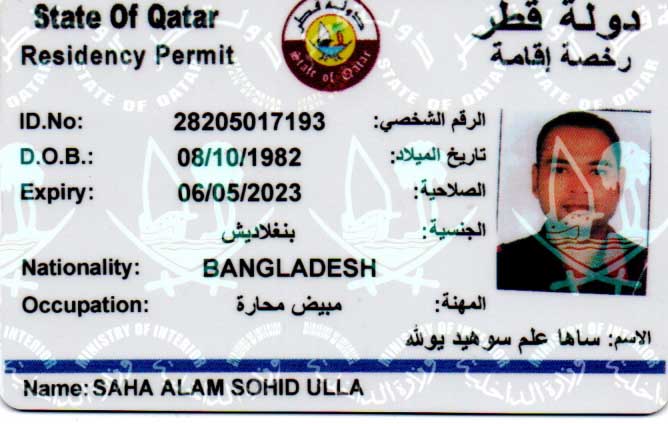 State Of Qatar
دولة قطر
Residency Permit
رخصة إقامة
دولة قطر
State of Qatar
ID.No: 28205017193 الرقم الشخصي:
D.O.B.: 08/10/1982 تاريخ الميلاد:
Expiry: 06/05/2023 الصلاحية:
بنغلاديش الجنسية:
Nationality: BANGLADESH
Occupation: مبيض محارة المهنة:
الاسم: ساها علم سوهيد يولله
Name: SAHA ALAM SOHID ULLA
STATE OF QATAR
MINISTRY OF INTERIOR
وزارة الداخلية